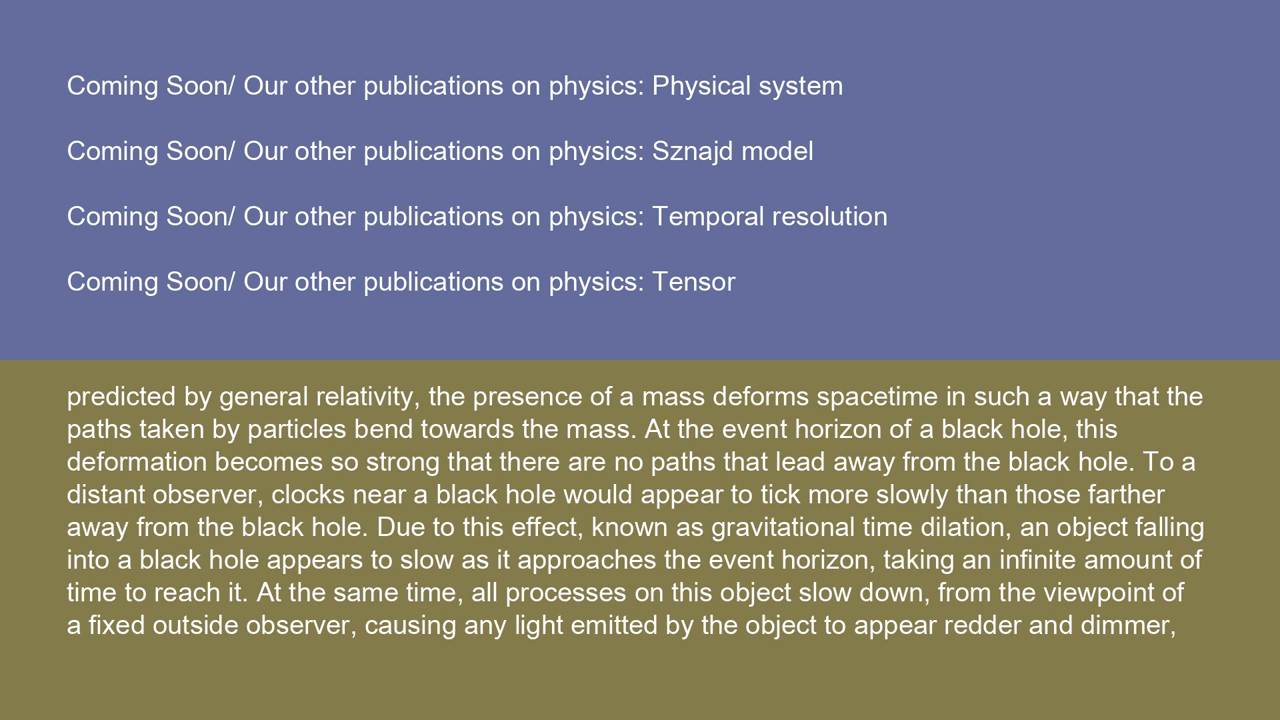 Coming Soon/ Our other publications on physics: Physical system
Coming Soon/ Our other publications on physics: Sznajd model
Coming Soon/ Our other publications on physics: Temporal resolution
Coming Soon/ Our other publications on physics: Tensor
predicted by general relativity, the presence of a mass deforms spacetime in such a way that the
paths taken by particles bend towards the mass. At the event horizon of a black hole, this
deformation becomes so strong that there are no paths that lead away from the black hole. To a
distant observer, clocks near a black hole would appear to tick more slowly than those farther
away from the black hole. Due to this effect, known as gravitational time dilation, an object falling
into a black hole appears to slow as it approaches the event horizon, taking an infinite amount of
time to reach it. At the same time, all processes on this object slow down, from the viewpoint of
a fixed outside observer, causing any light emitted by the object to appear redder and dimmer,